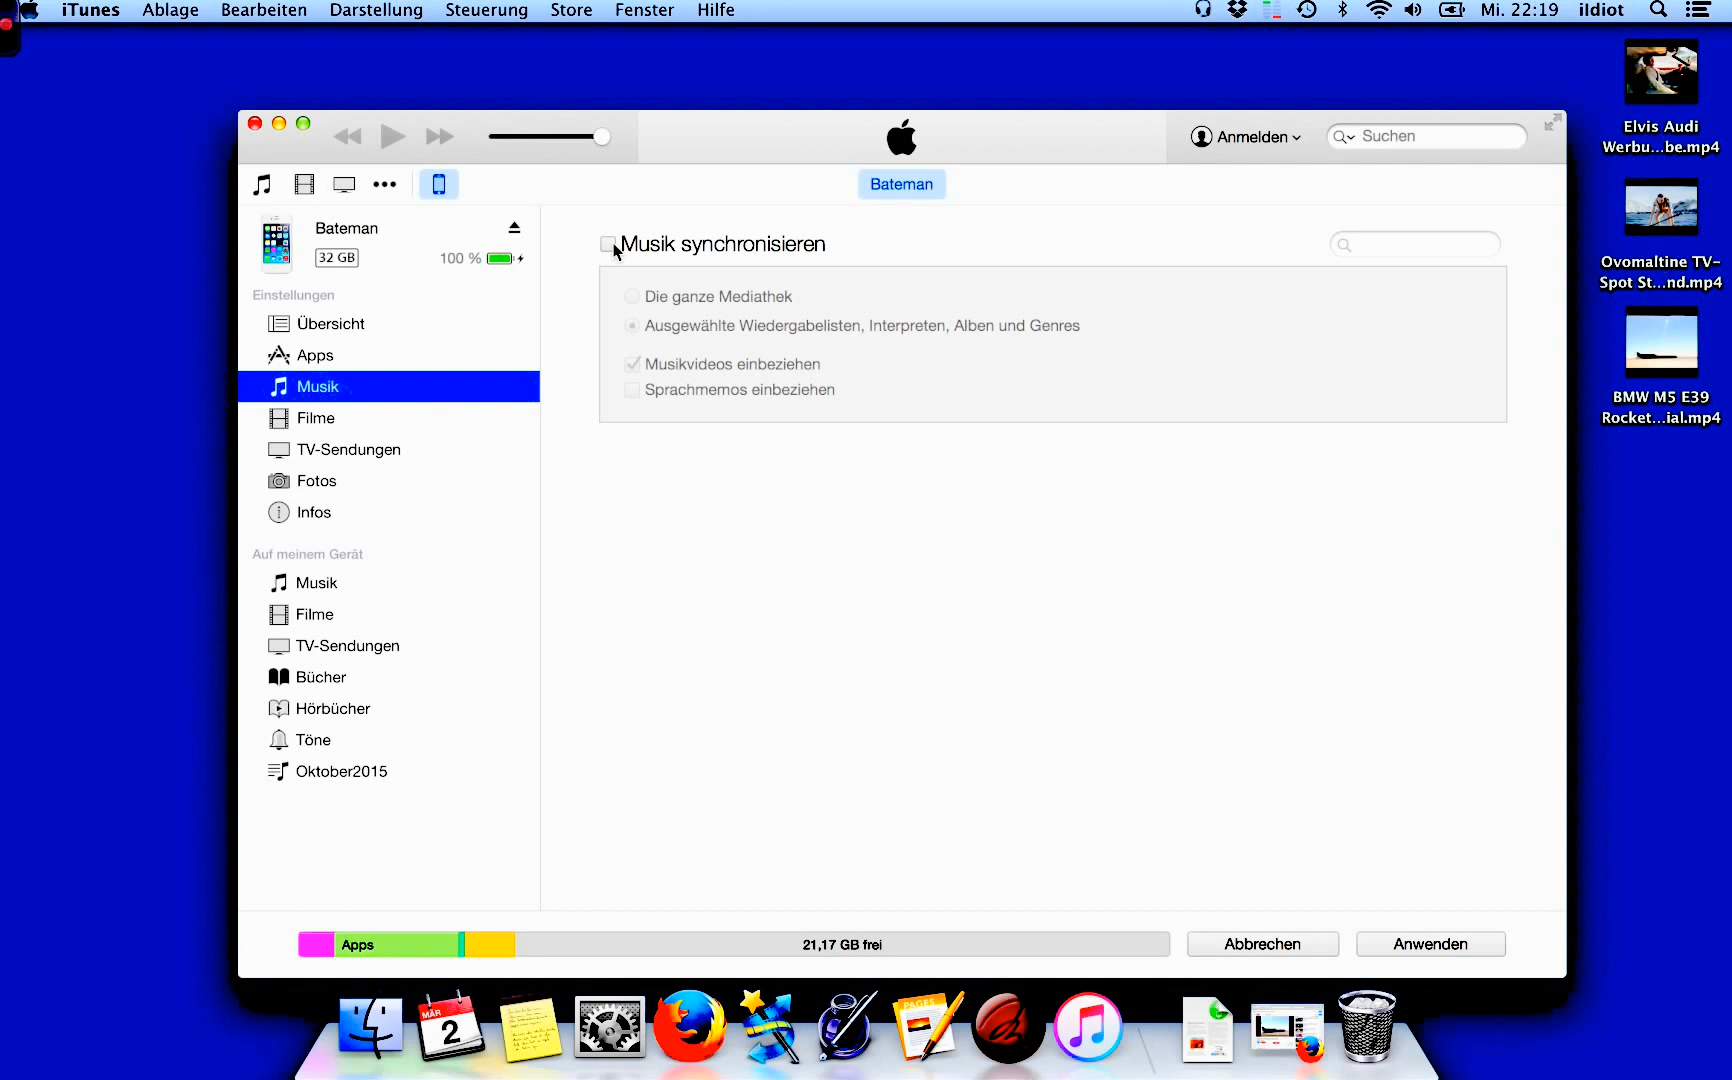 iTunes Ablage Bearbeiten Darstellung Steuerung Store Fenster Hilfe Mi. 22:19 iIdiot
Elvis Audi
Werbu...be.mp4
Ovomaltine TV-
Spot St...nd.mp4
BMW M5 E39
Rocket...ial.mp4
Anmelden
Suchen
Bateman
Bateman
32 GB
100 %
Einstellungen
Übersicht
Apps
Musik
Filme
TV-Sendungen
Fotos
Infos
Auf meinem Gerät
Musik
Filme
TV-Sendungen
Bücher
Hörbücher
Töne
Oktober2015
Musik synchronisieren
Die ganze Mediathek
Ausgewählte Wiedergabelisten, Interpreten, Alben und Genres
Musikvideos einbeziehen
Sprachmemos einbeziehen
Apps
21,17 GB frei
Abbrechen
Anwenden
MÄR
2
PAGES